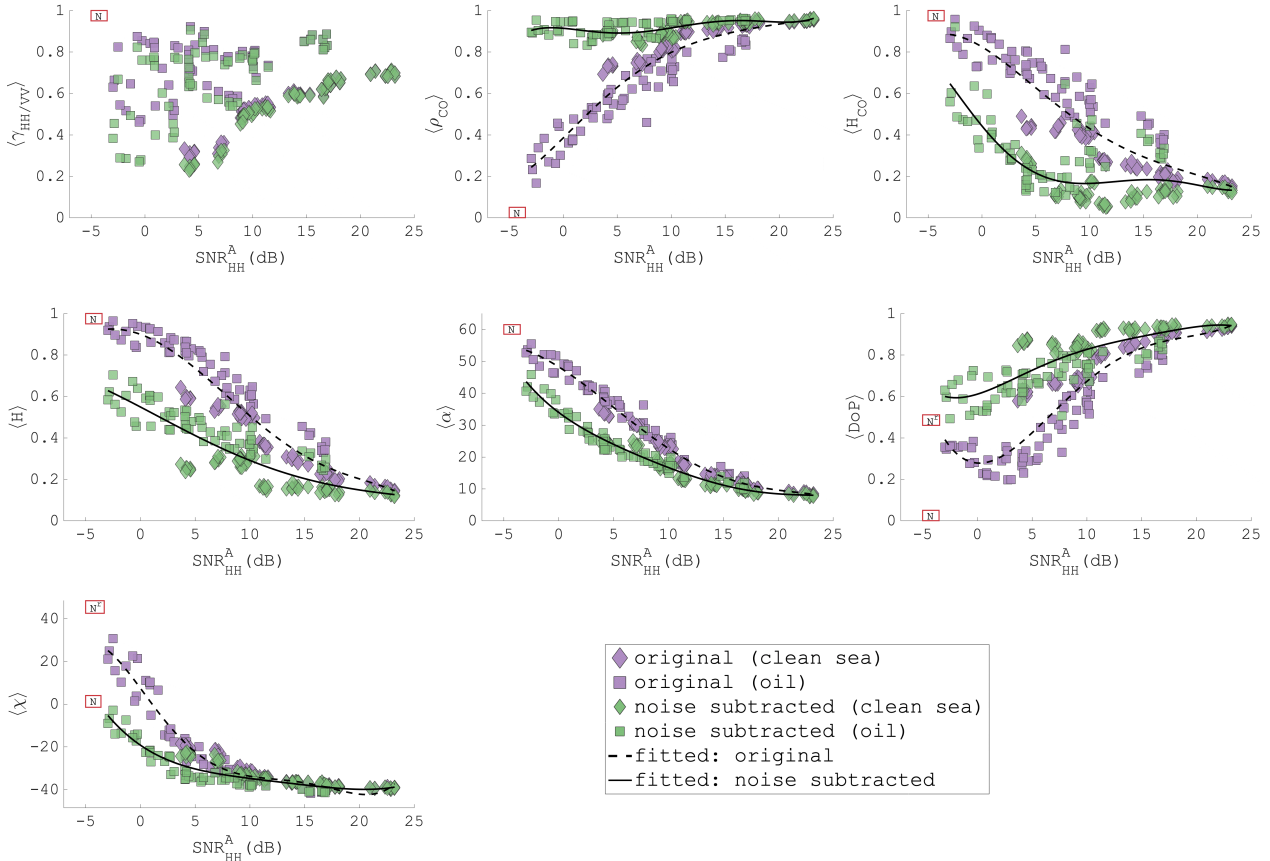 1
0.8
0.6
0.4
0.2
0
-5 0 5 10 15 20 25
⟨γHH/VV⟩
SNR^A_HH(dB)
N
1
0.8
0.6
0.4
0.2
0
-5 0 5 10 15 20 25
⟨ρCO⟩
SNR^A_HH(dB)
N
1
0.8
0.6
0.4
0.2
0
-5 0 5 10 15 20 25
⟨HCO⟩
SNR^A_HH(dB)
N
1
0.8
0.6
0.4
0.2
0
-5 0 5 10 15 20 25
⟨H⟩
SNR^A_HH(dB)
N
60
50
40
30
20
10
0
-5 0 5 10 15 20 25
⟨α⟩
SNR^A_HH(dB)
N
1
0.8
0.6
0.4
0.2
0
-5 0 5 10 15 20 25
⟨DoP⟩
SNR^A_HH(dB)
N
40
20
0
-20
-40
-5 0 5 10 15 20 25
⟨χ⟩
SNR^A_HH(dB)
N
original (clean sea)
original (oil)
noise subtracted (clean sea)
noise subtracted (oil)
fitted: original
fitted: noise subtracted